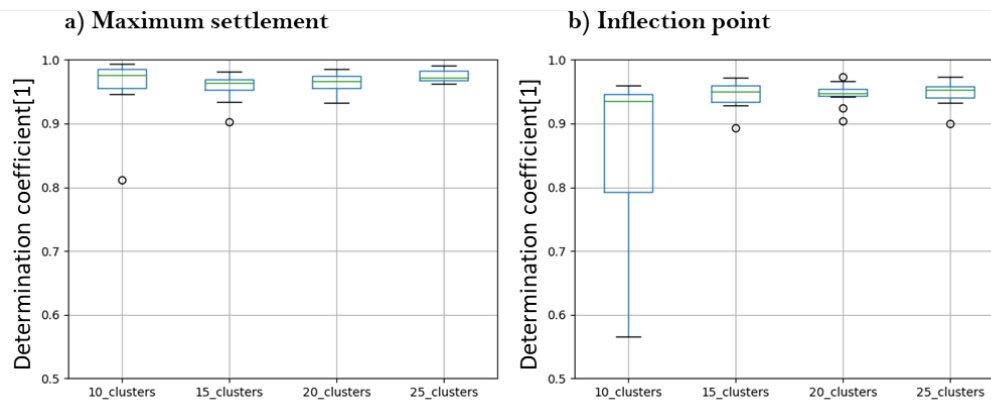 a) Maximum settlement
Determination coefficient[1]
1.0
0.9
0.8
0.7
0.6
0.5
10_clusters
15_clusters
20_clusters
25_clusters
b) Inflection point
Determination coefficient[1]
1.0
0.9
0.8
0.7
0.6
0.5
10_clusters
15_clusters
20_clusters
25_clusters